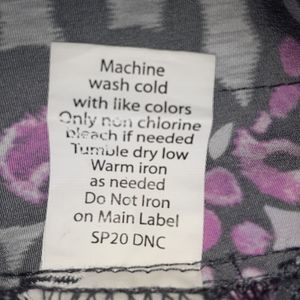 Machine
wash cold
with like colors
Only non chlorine
bleach if needed
Tumble dry low
Warm iron
as needed
Do Not Iron
on Main Label
SP20 DNC